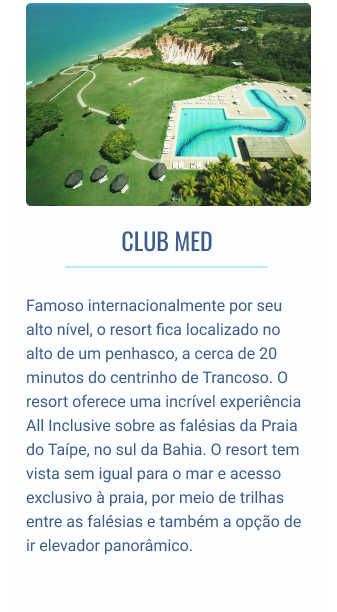 CLUB MED
Famoso internacionalmente por seu
alto nível, o resort fica localizado no
alto de um penhasco, a cerca de 20
minutos do centrinho de Trancoso. O
resort oferece uma incrível experiência
All Inclusive sobre as falésias da Praia
do Taípe, no sul da Bahia. O resort tem
vista sem igual para o mar e acesso
exclusivo à praia, por meio de trilhas
entre as falésias e também a opção de
ir elevador panorâmico.